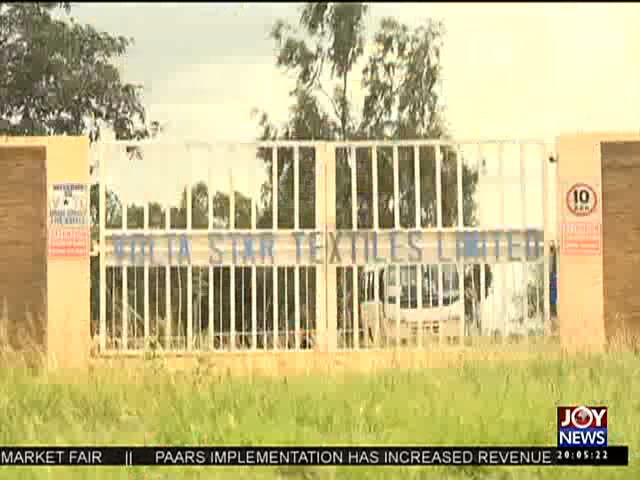 10
VOLTA STAR TEXTILES LIMITED
JOY
NEWS
MARKET FAIR || PAARS IMPLEMENTATION HAS INCREASED REVENUE
20:05:22